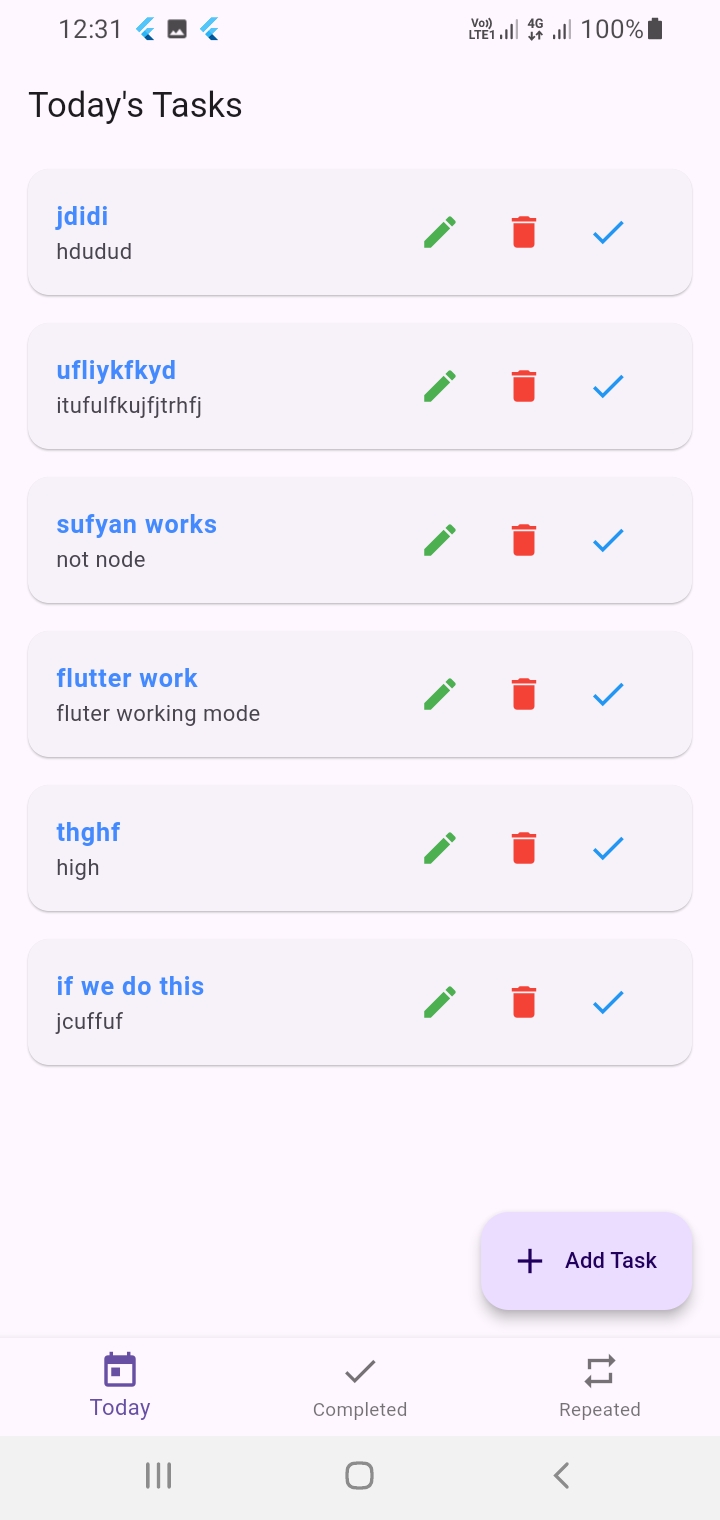 12:31
Vo)) LTE1 4G 100%
Today's Tasks
jdidi
hdudud
ufliykfkyd
itufulfkujfjtrhfj
sufyan works
not node
flutter work
fluter working mode
thghf
high
if we do this
jcuffuf
Add Task
Today
Completed
Repeated